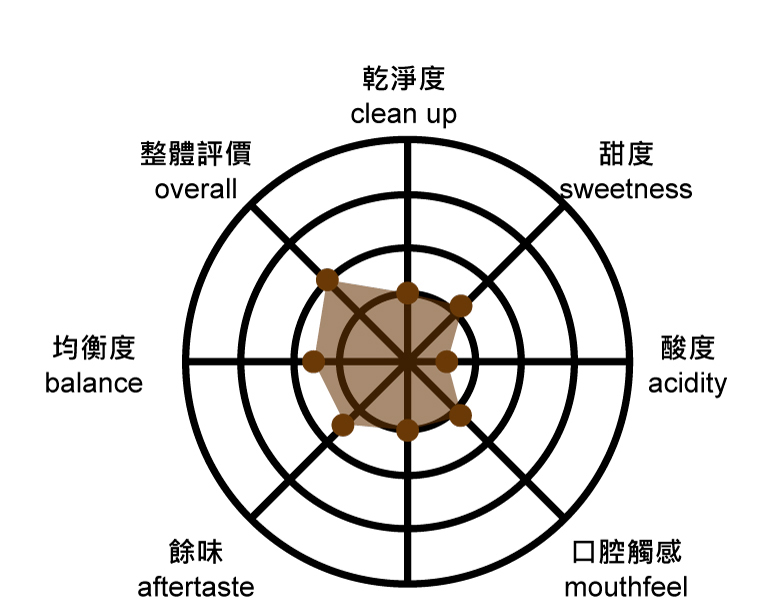 乾淨度
clean up
整體評價
overall
甜度
sweetness
均衡度
balance
酸度
acidity
餘味
aftertaste
口腔觸感
mouthfeel